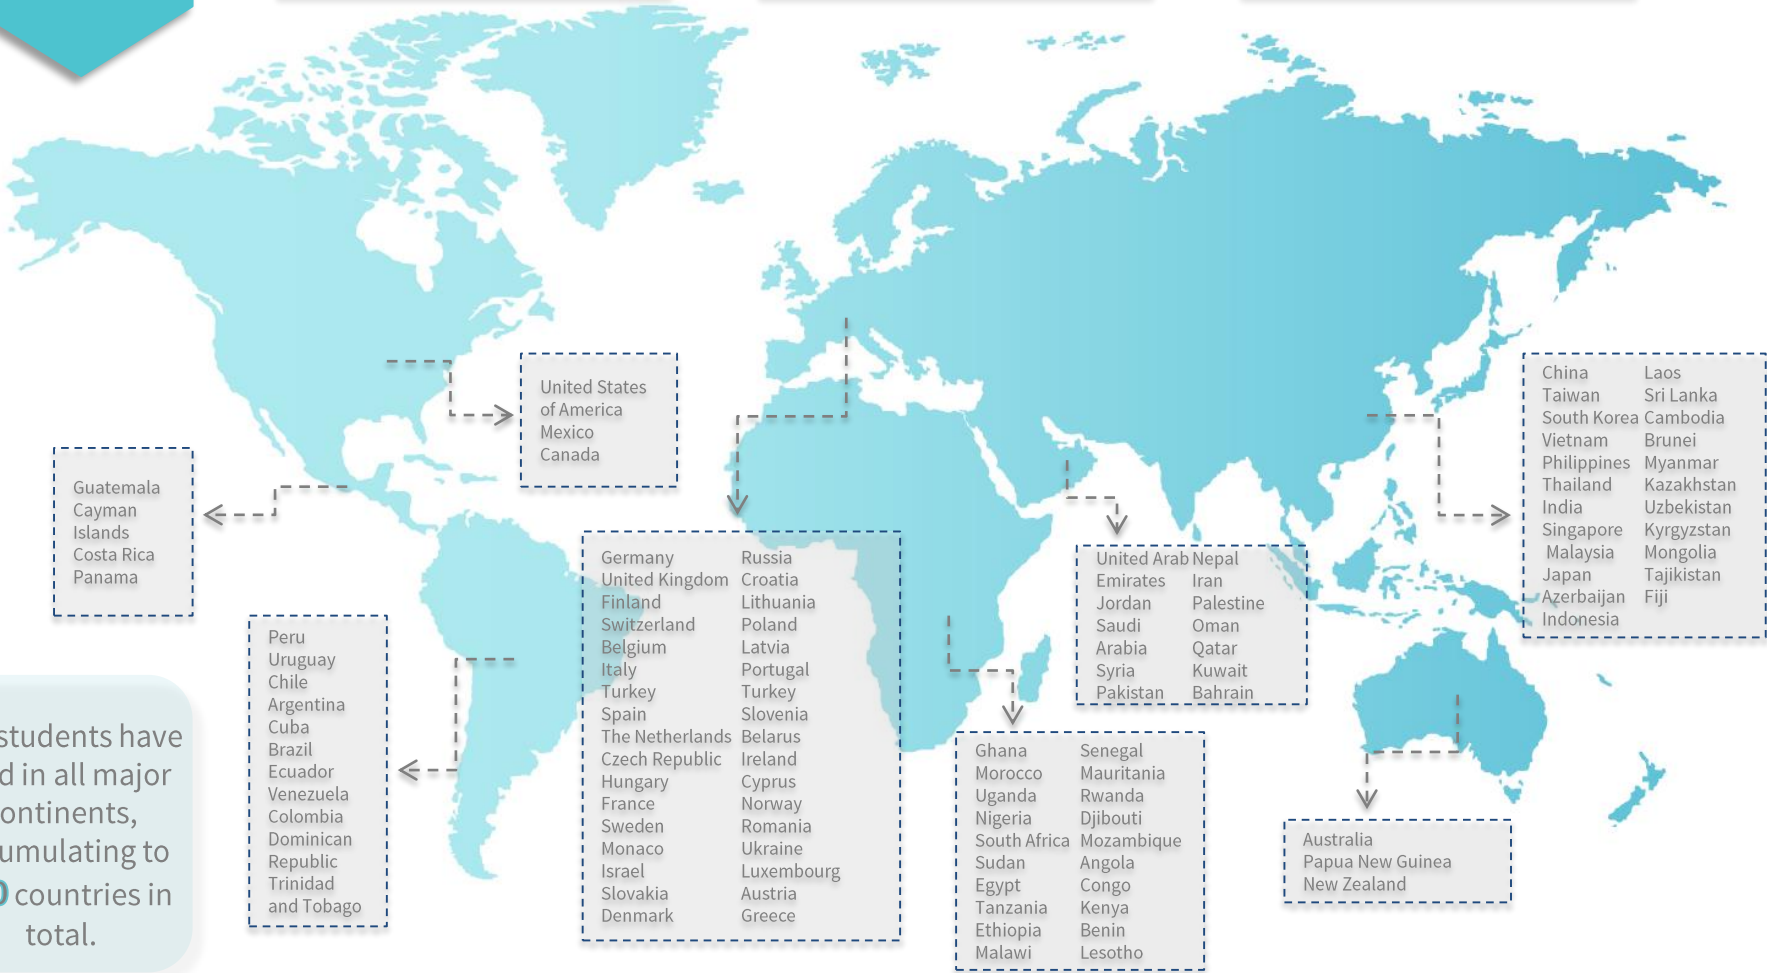 United States
of America
Mexico
Canada
Guatemala
Cayman
Islands
Costa Rica
Panama
Peru
Uruguay
Chile
Argentina
Cuba
Brazil
Ecuador
Venezuela
Colombia
Dominican
Republic
Trinidad
and Tobago
Germany
United Kingdom
Finland
Switzerland
Belgium
Italy
Turkey
Spain
The Netherlands
Czech Republic
Hungary
France
Sweden
Monaco
Israel
Slovakia
Denmark
Russia
Croatia
Lithuania
Poland
Latvia
Portugal
Turkey
Slovenia
Belarus
Ireland
Cyprus
Norway
Romania
Ukraine
Luxembourg
Austria
Greece
Ghana
Morocco
Uganda
Nigeria
South Africa
Sudan
Egypt
Tanzania
Ethiopia
Malawi
Senegal
Mauritania
Rwanda
Djibouti
Mozambique
Angola
Congo
Kenya
Benin
Lesotho
United Arab
Emirates
Jordan
Saudi
Arabia
Syria
Pakistan
Nepal
Iran
Palestine
Oman
Qatar
Kuwait
Bahrain
China
Taiwan
South Korea
Vietnam
Philippines
Thailand
India
Singapore
Malaysia
Japan
Azerbaijan
Indonesia
Laos
Sri Lanka
Cambodia
Brunei
Myanmar
Kazakhstan
Uzbekistan
Kyrgyzstan
Mongolia
Tajikistan
Fiji
Australia
Papua New Guinea
New Zealand
students have
in all major
countries in
total.